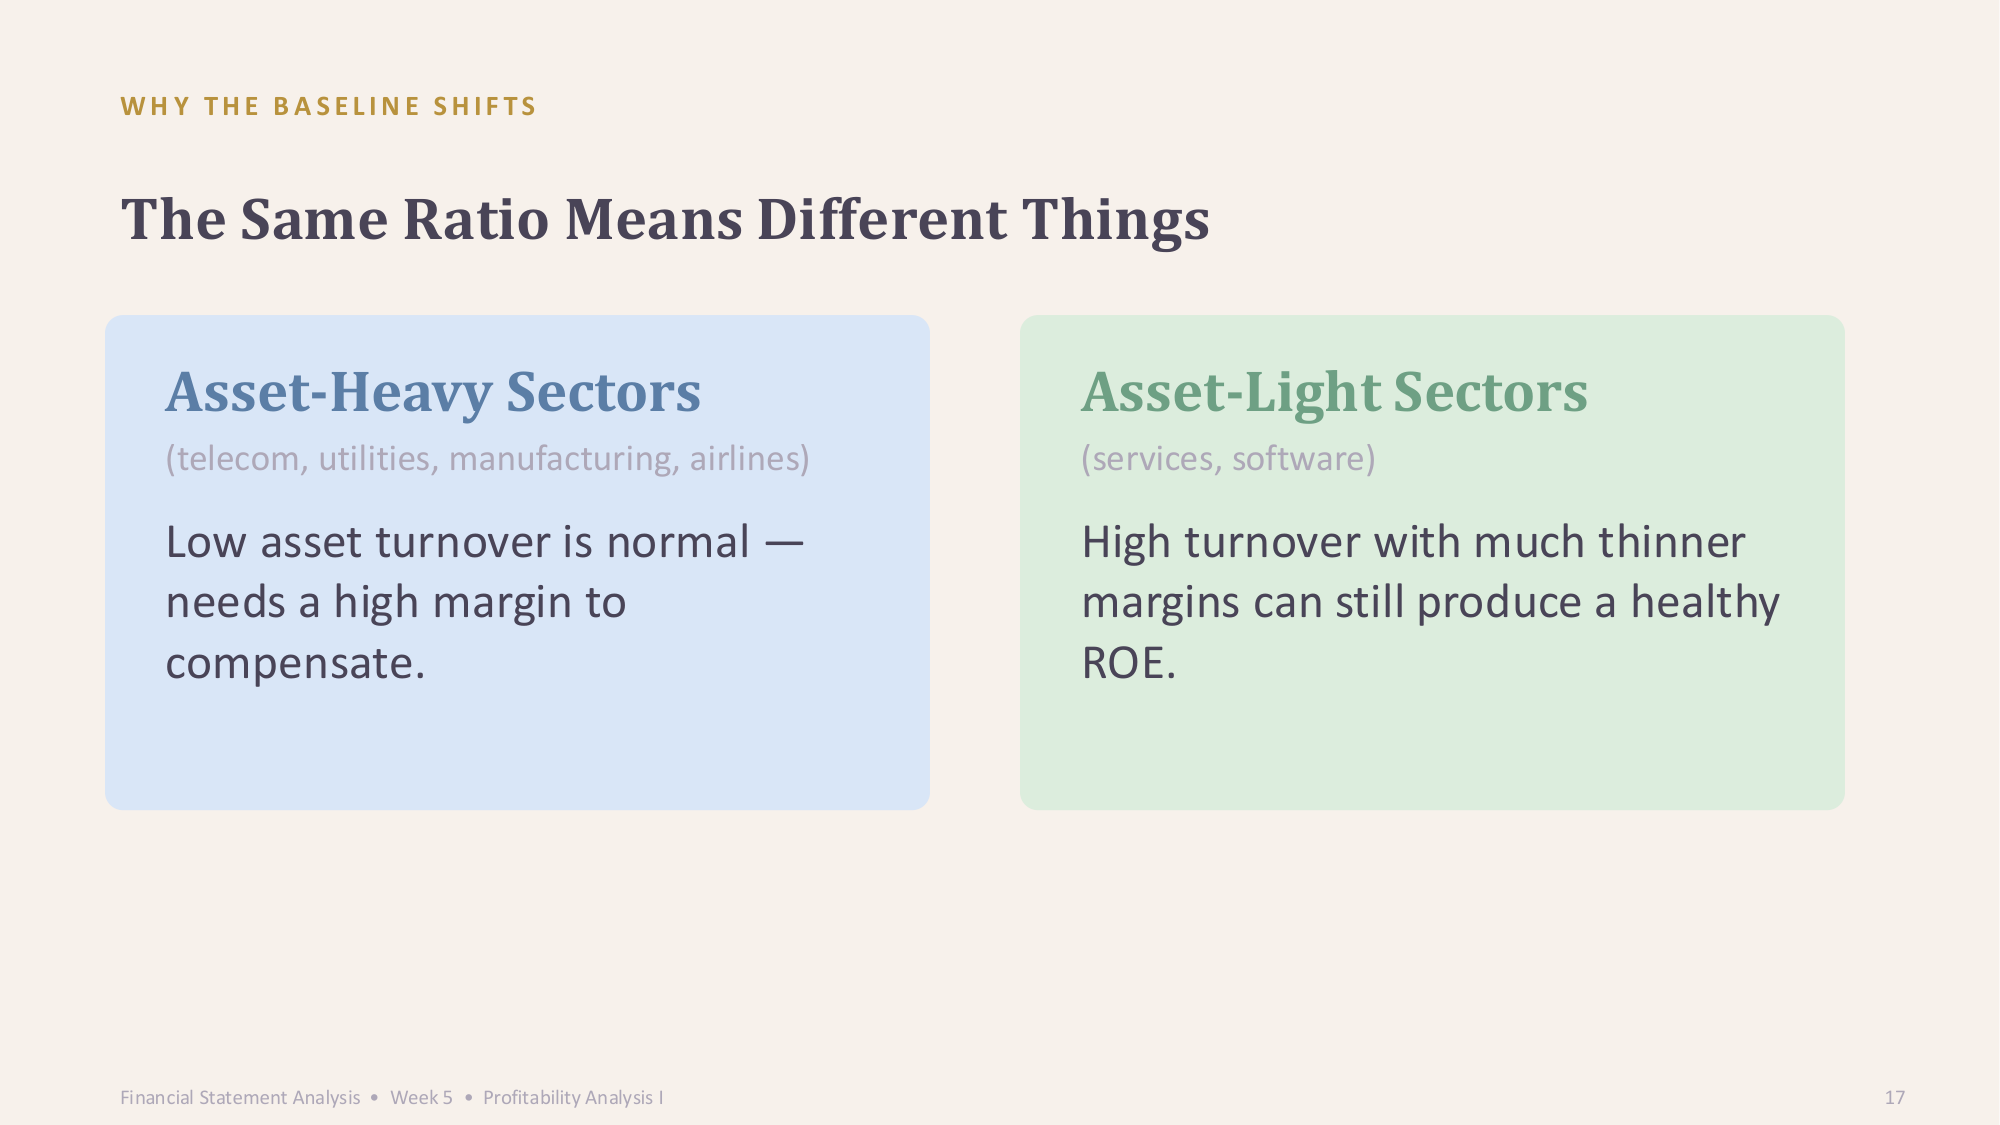 WHY THE BASELINE SHIFTS
The Same Ratio Means Different Things
Asset-Heavy Sectors
(telecom, utilities, manufacturing, airlines)
Low asset turnover is normal —
needs a high margin to
compensate.
Asset-Light Sectors
(services, software)
High turnover with much thinner
margins can still produce a healthy
ROE.
Financial Statement Analysis • Week 5 • Profitability Analysis I
17